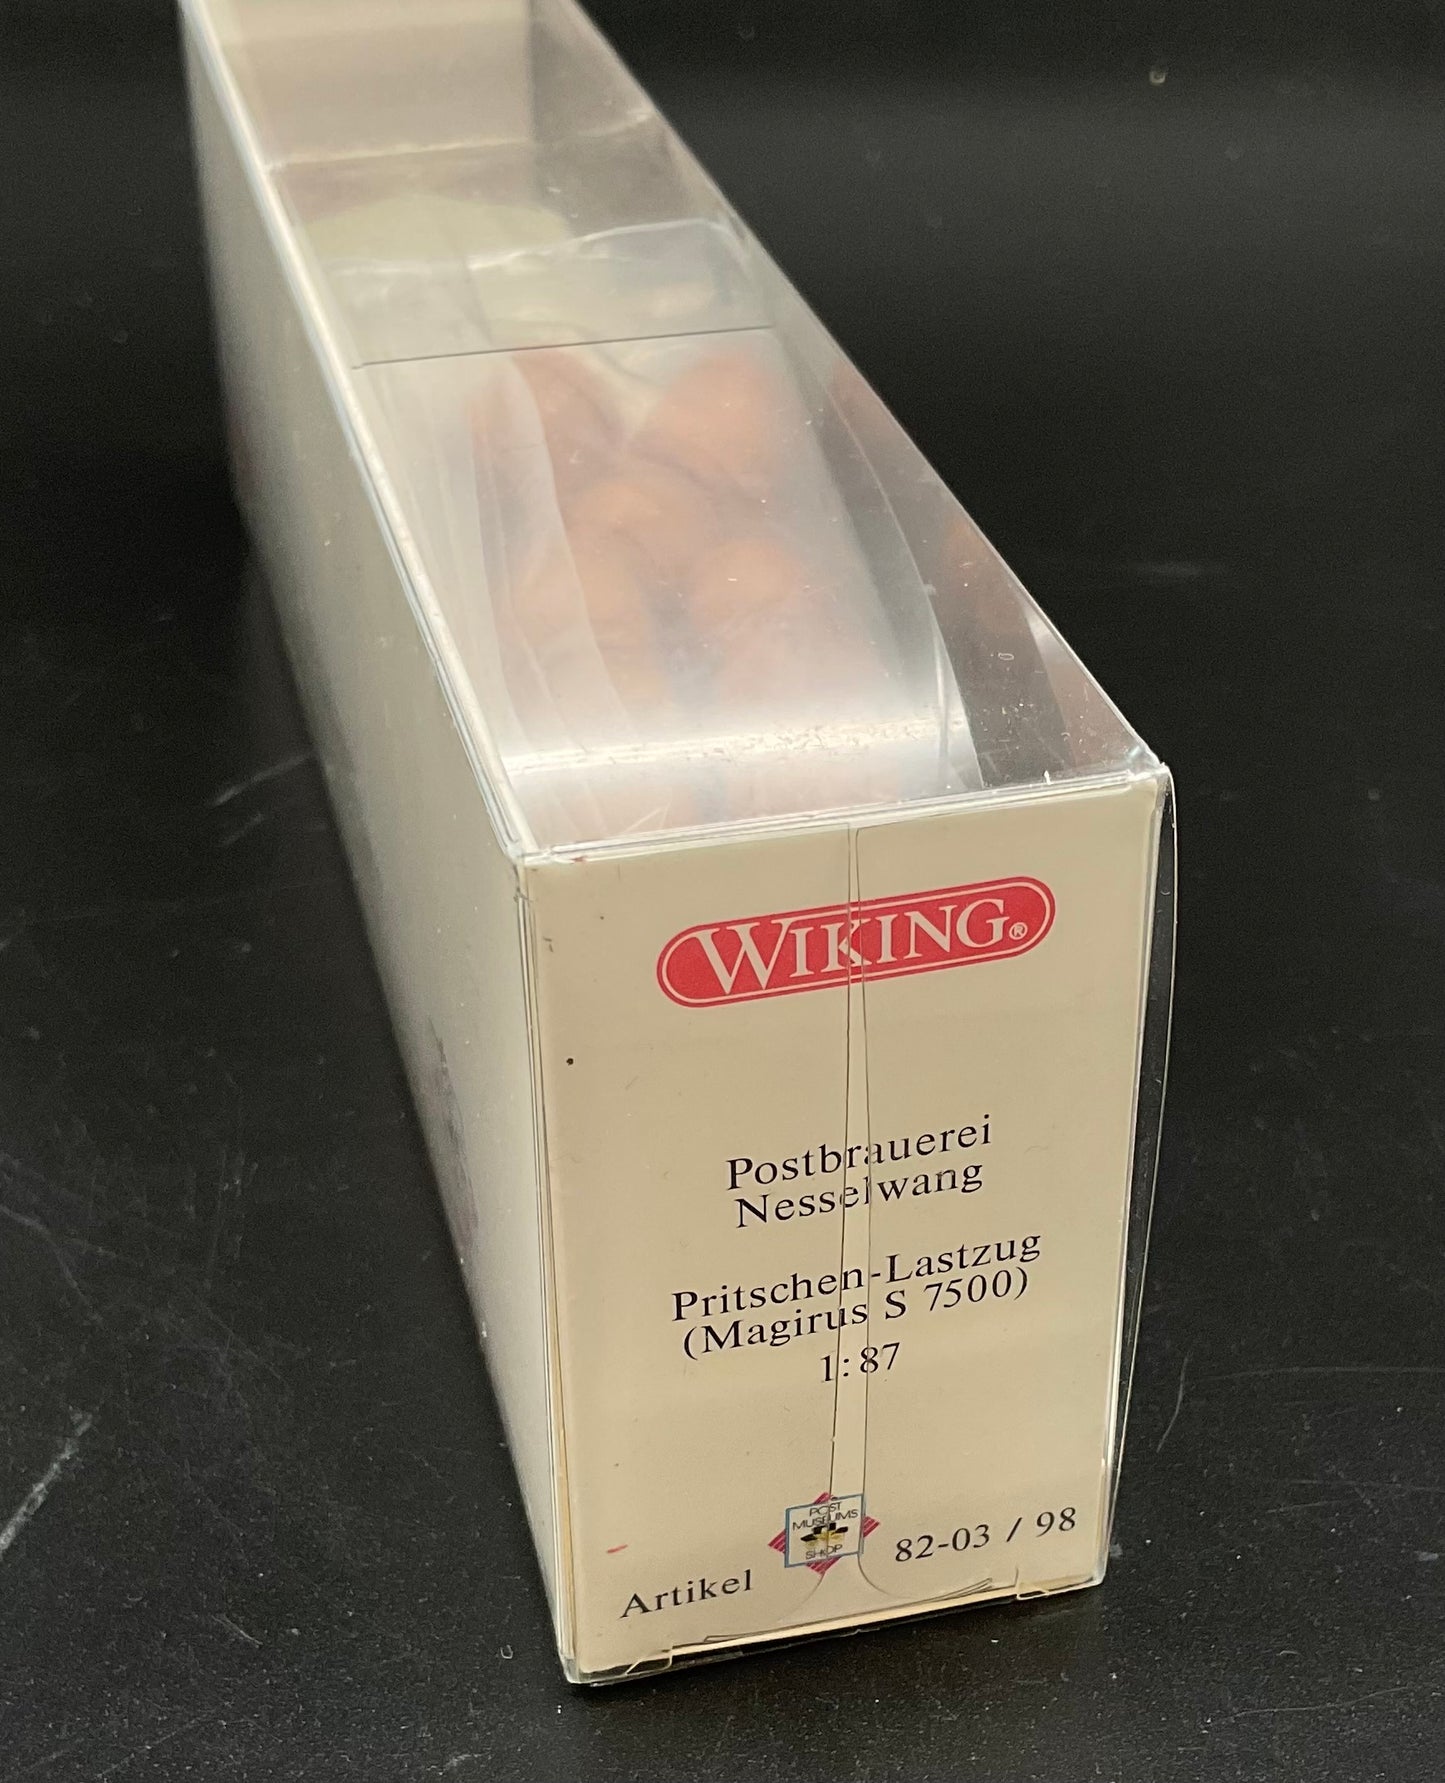 WIKING®
Postbrauerei
Nesselwang
Pritschen-Lastzug
(Magirus S 7500)
1:87
POST
MUSEUMS
SHOP
Artikel 82-03 / 98